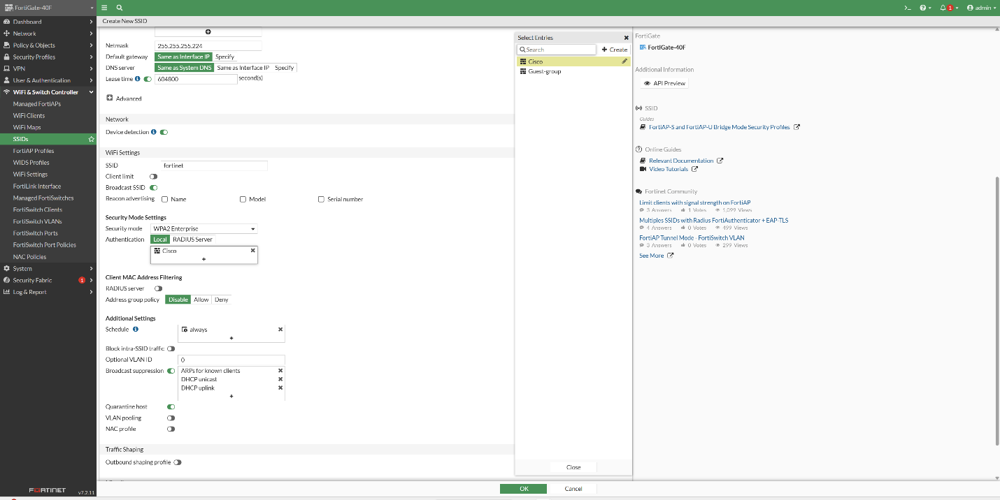 FortiGate-40F
1
admin
Dashboard
Network
Policy & Objects
Security Profiles
VPN
User & Authentication
WiFi & Switch Controller
Managed FortiAPs
WiFi Clients
WiFi Maps
SSIDs
FortiAP Profiles
WIDS Profiles
WiFi Settings
FortiLink Interface
Managed FortiSwitches
FortiSwitch Clients
FortiSwitch VLANs
FortiSwitch Ports
FortiSwitch Port Policies
NAC Policies
System
Security Fabric 1
Log & Report
FORTINET v7.2.11
Create New SSID
Netmask 255.255.255.224
Default gateway Same as Interface IP Specify
DNS server Same as System DNS Same as Interface IP Specify
Lease time 604800 second(s)
Advanced
Network
Device detection
WiFi Settings
SSID fortinet
Client limit
Broadcast SSID
Beacon advertising Name Model Serial number
Security Mode Settings
Security mode WPA2 Enterprise
Authentication Local RADIUS Server
Cisco
Client MAC Address Filtering
RADIUS server
Address group policy Disable Allow Deny
Additional Settings
Schedule always
Block intra-SSID traffic
Optional VLAN ID 0
Broadcast suppression ARPs for known clients
DHCP unicast
DHCP uplink
Quarantine host
VLAN pooling
NAC profile
Traffic Shaping
Outbound shaping profile
OK Cancel
Select Entries
Search Create
Cisco
Guest-group
Close
FortiGate
FortiGate-40F
Additional Information
API Preview
SSID
Guides
FortiAP-S and FortiAP-U Bridge Mode Security Profiles
Online Guides
Relevant Documentation
Video Tutorials
Fortinet Community
Limit clients with signal strength on FortiAP
3 Answers 1 Votes 1,099 Views
Multiple SSIDs with Radius FortiAuthenticator + EAP-TLS
4 Answers 0 Votes 499 Views
FortiAP Tunnel Mode - FortiSwitch VLAN
3 Answers 0 Votes 299 Views
See More